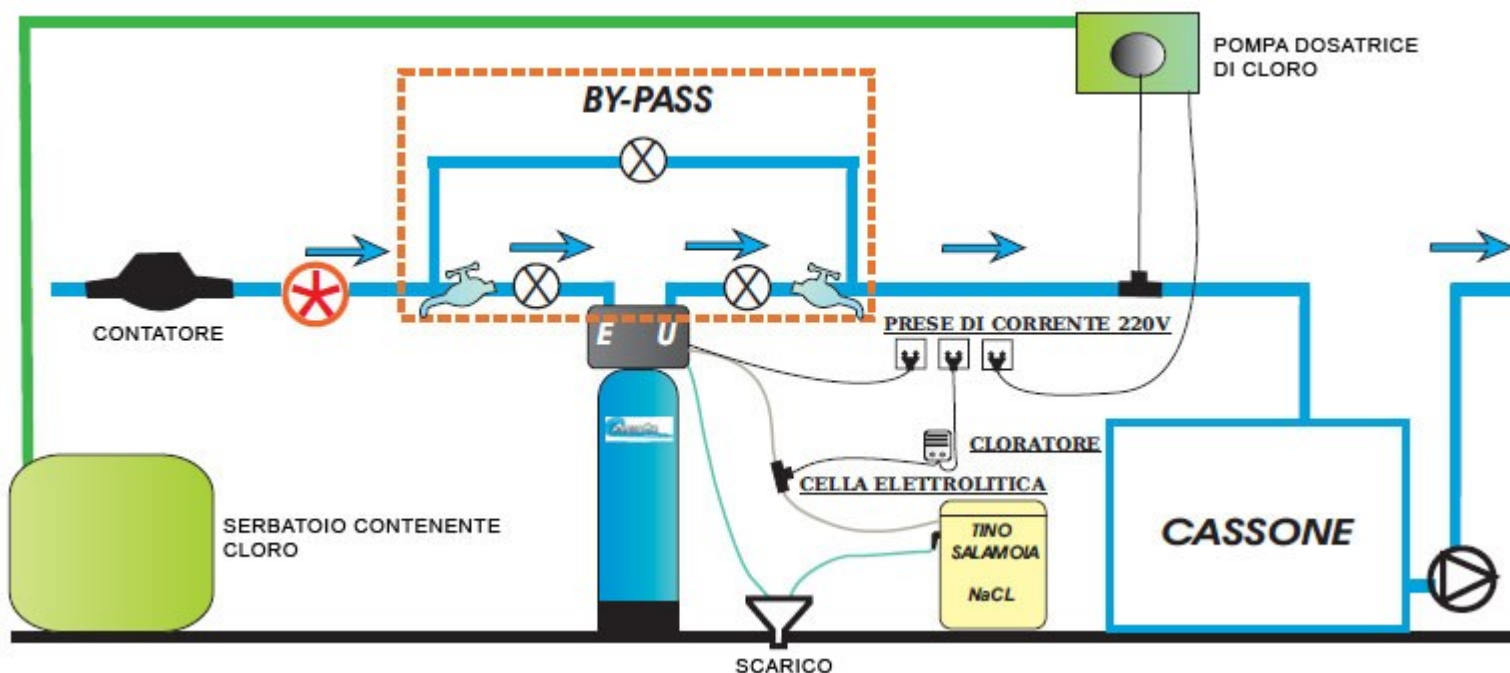 POMPA DOSATRICE
DI CLORO
BY-PASS
CONTATORE
E U
PRESE DI CORRENTE 220V
CLORATORE
CELLA ELETTROLITICA
SERBATOIO CONTENENTE
CLORO
TINO
SALAMOIA
NaCL
CASSONE
SCARICO